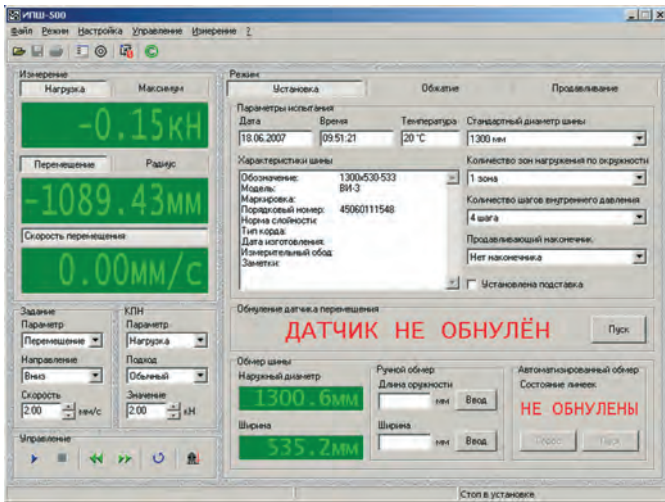 ИПШ-500
Файл Режим Настройка Управление Измерение ?
Измерение
Нагрузка Максимум
-0.15кН
Перемещение Радиус
-1089.43мм
Скорость перемещения
0.00мм/с
Задание
Параметр
Перемещение
Направление
Вниз
Скорость
2.00 мм/с
КПН
Параметр
Нагрузка
Подход
Обычный
Значение
2.00 кН
Управление
Режим
Установка Обжатие Продавливание
Параметры испытания
Дата Время Температура
18.06.2007 09:51:21 20 °C
Стандартный диаметр шины
1300 мм
Характеристики шины
Обозначение: 1300x530-533
Модель: ВИ-3
Маркировка:
Порядковый номер: 45060111548
Норма слойности:
Тип корда:
Дата изготовления:
Измерительный обод:
Заметки:
Количество зон нагружения по окружности
1 зона
Количество шагов внутреннего давления
4 шага
Продавливающий наконечник
Нет наконечника
Установлена подставка
Обнуление датчика перемещения
ДАТЧИК НЕ ОБНУЛЁН Пуск
Обмер шины
Наружный диаметр
1300.6мм
Ширина
535.2мм
Ручной обмер
Длина оружности
мм Ввод
Ширина
мм Ввод
Автоматизированный обмер
Состояние линеек
НЕ ОБНУЛЕНЫ
Сброс Пуск
Стоп в установке